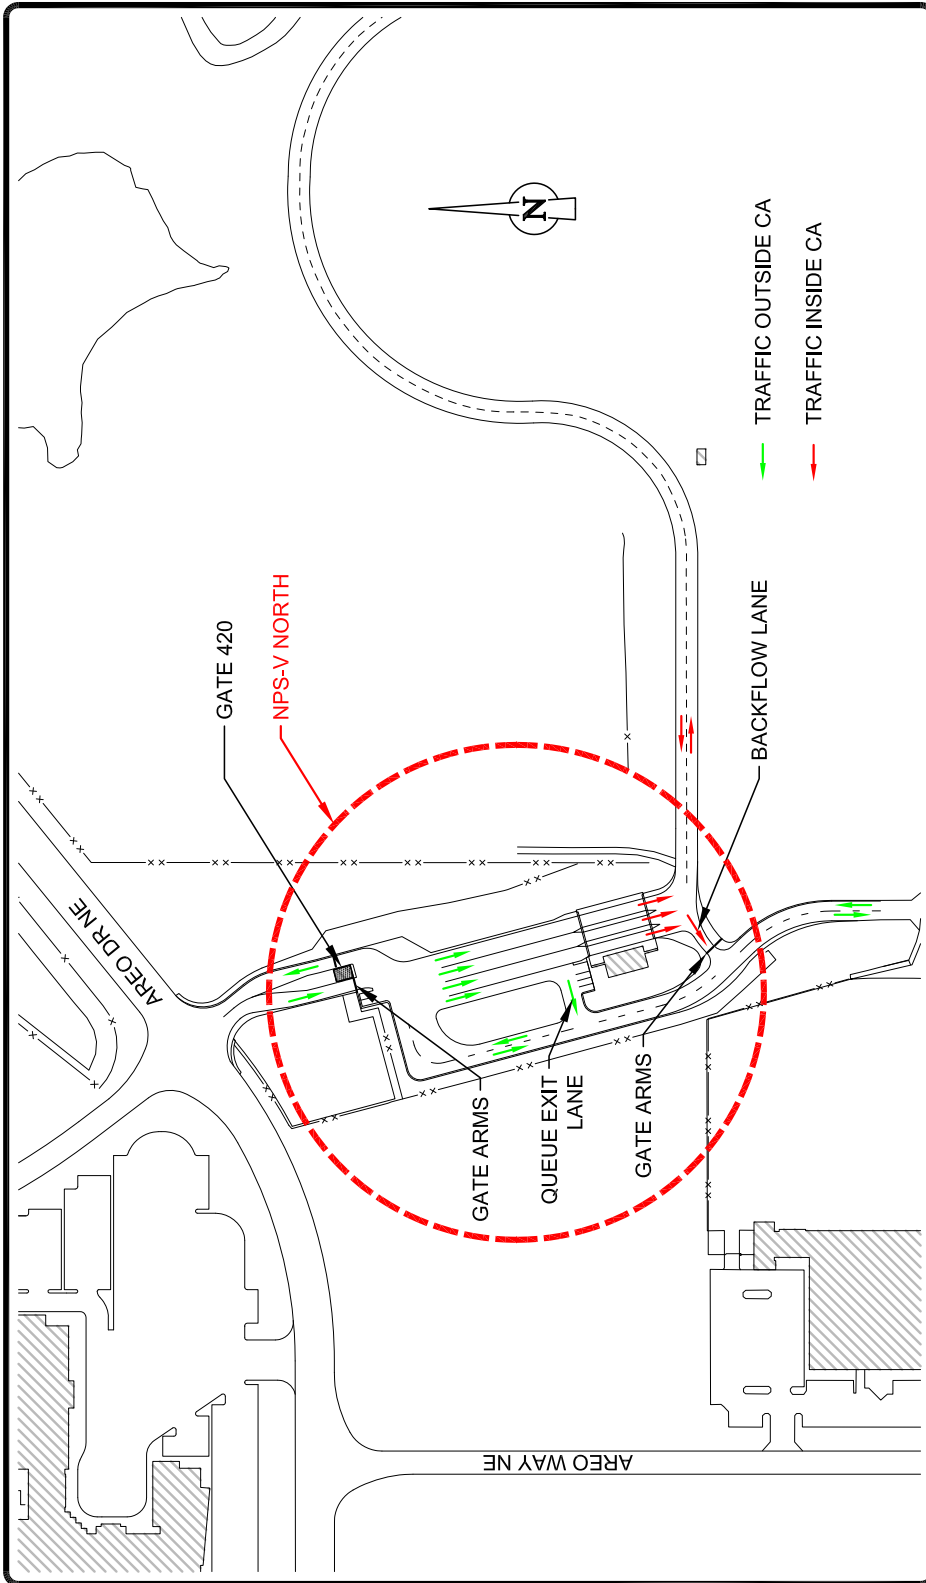 AREO DR NE
GATE 420
NPS-V NORTH
N
TRAFFIC OUTSIDE CA
TRAFFIC INSIDE CA
GATE ARMS
QUEUE EXIT
LANE
GATE ARMS
BACKFLOW LANE
AREO WAY NE